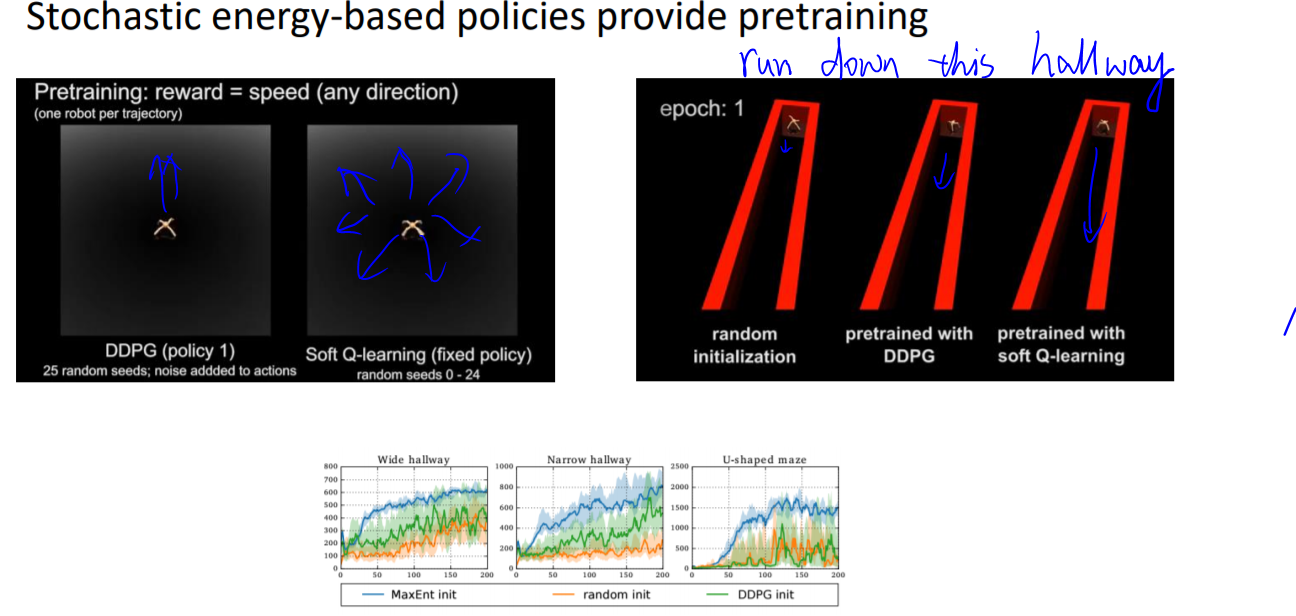 Stochastic energy-based policies provide pretraining
run down this hallway
Pretraining: reward = speed (any direction)
(one robot per trajectory)
DDPG (policy 1)
25 random seeds; noise addded to actions
Soft Q-learning (fixed policy)
random seeds 0 - 24
epoch: 1
random
initialization
pretrained with
DDPG
pretrained with
soft Q-learning
Wide hallway
800
700
600
500
400
300
200
100
0
0 50 100 150 200
Narrow hallway
1000
800
600
400
200
0
0 50 100 150 200
U-shaped maze
2500
2000
1500
1000
500
0
0 50 100 150 200
MaxEnt init random init DDPG init